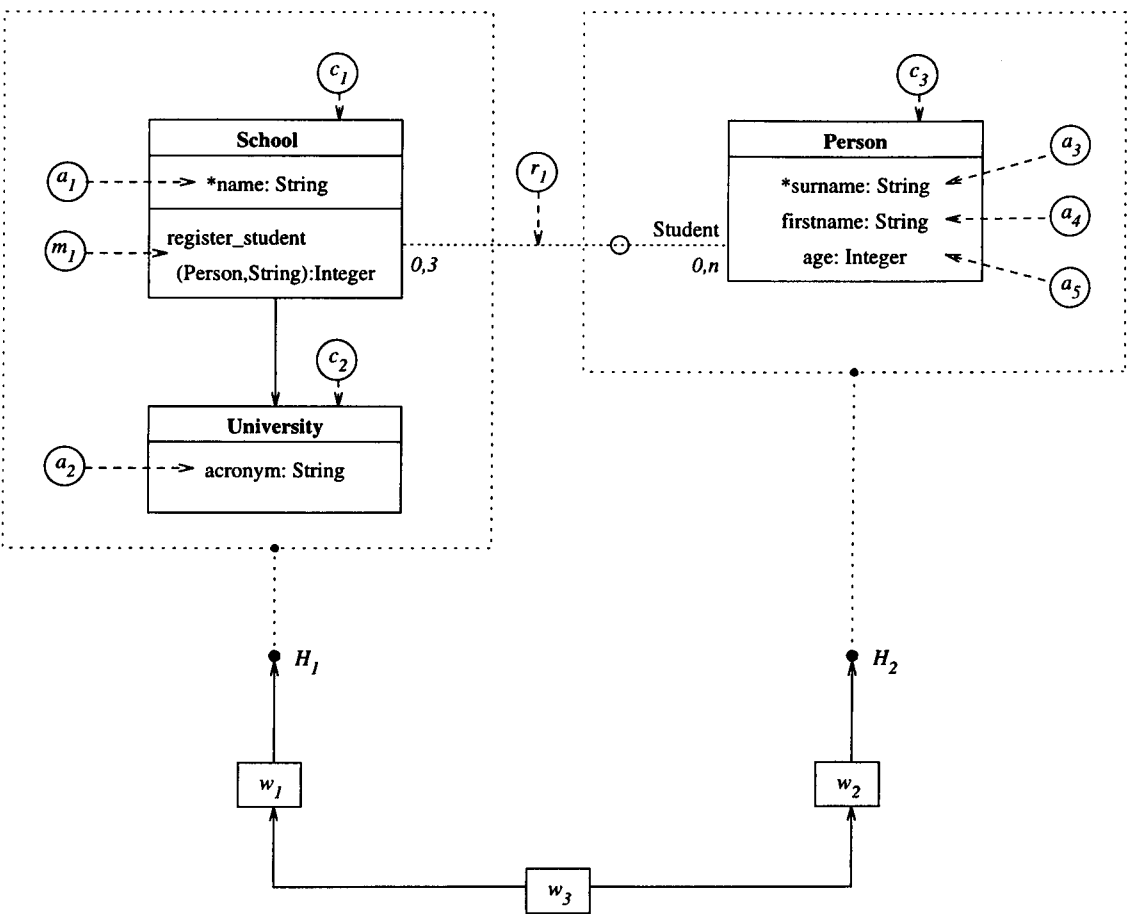 c1
c3
School
Person
a1
*name: String
r1
*surname: String
a3
m1
register_student
(Person,String):Integer
0,3
Student
0,n
firstname: String
a4
age: Integer
a5
c2
University
a2
acronym: String
H1
H2
w1
w2
w3